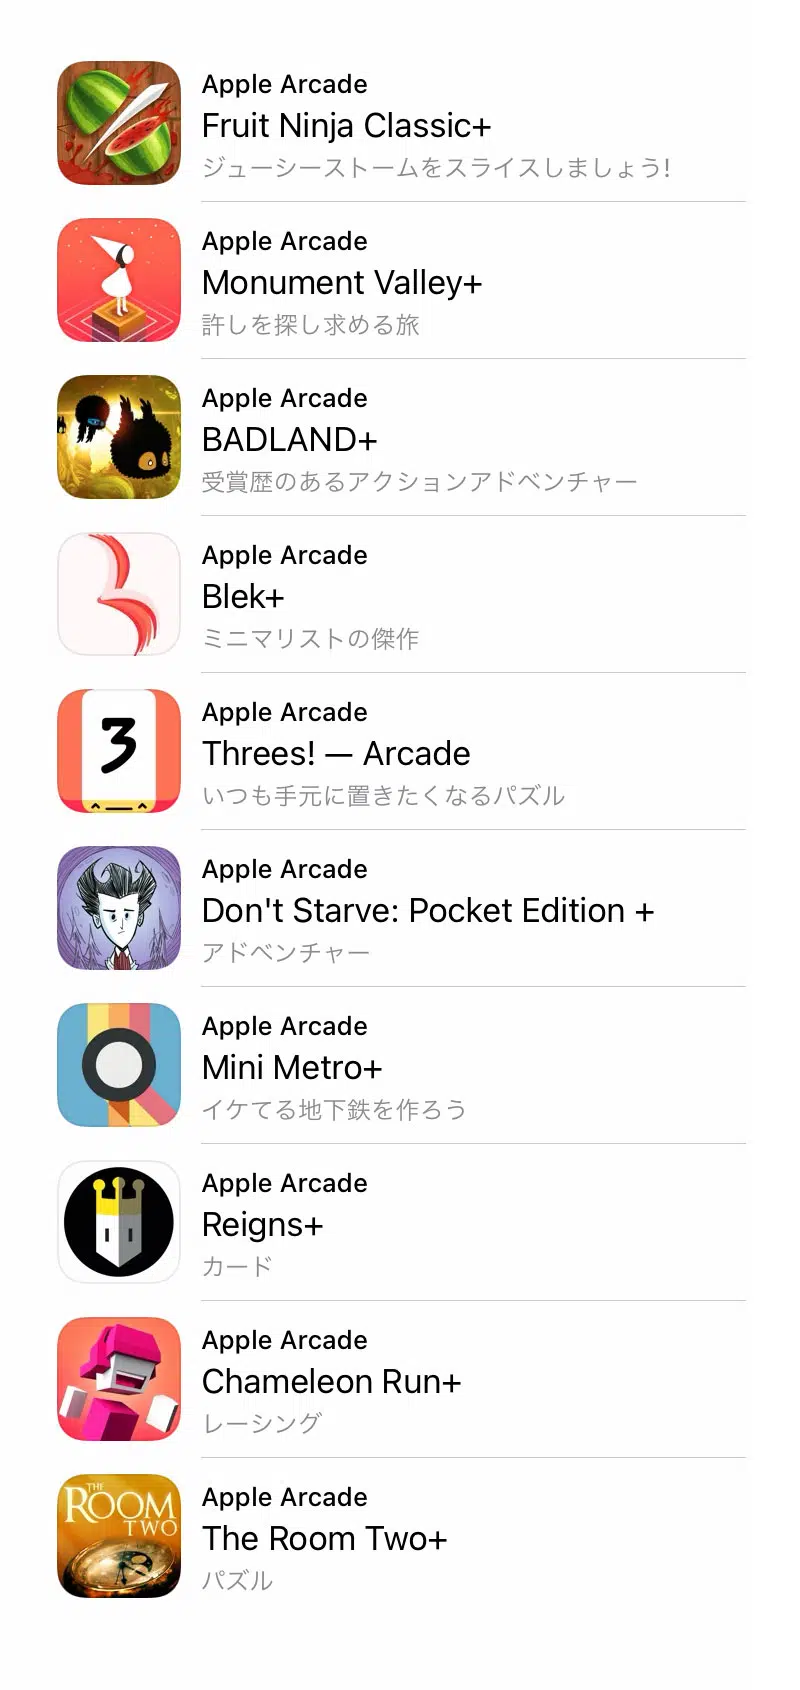 Apple Arcade
Fruit Ninja Classic+
ジューシーストームをスライスしましょう!
Apple Arcade
Monument Valley+
許しを探し求める旅
Apple Arcade
BADLAND+
受賞歴のあるアクションアドベンチャー
Apple Arcade
Blek+
ミニマリストの傑作
Apple Arcade
Threes! — Arcade
いつも手元に置きたくなるパズル
3
Apple Arcade
Don't Starve: Pocket Edition +
アドベンチャー
Apple Arcade
Mini Metro+
イケてる地下鉄を作ろう
Apple Arcade
Reigns+
カード
Apple Arcade
Chameleon Run+
レーシング
THE
ROOM
TWO
Apple Arcade
The Room Two+
パズル